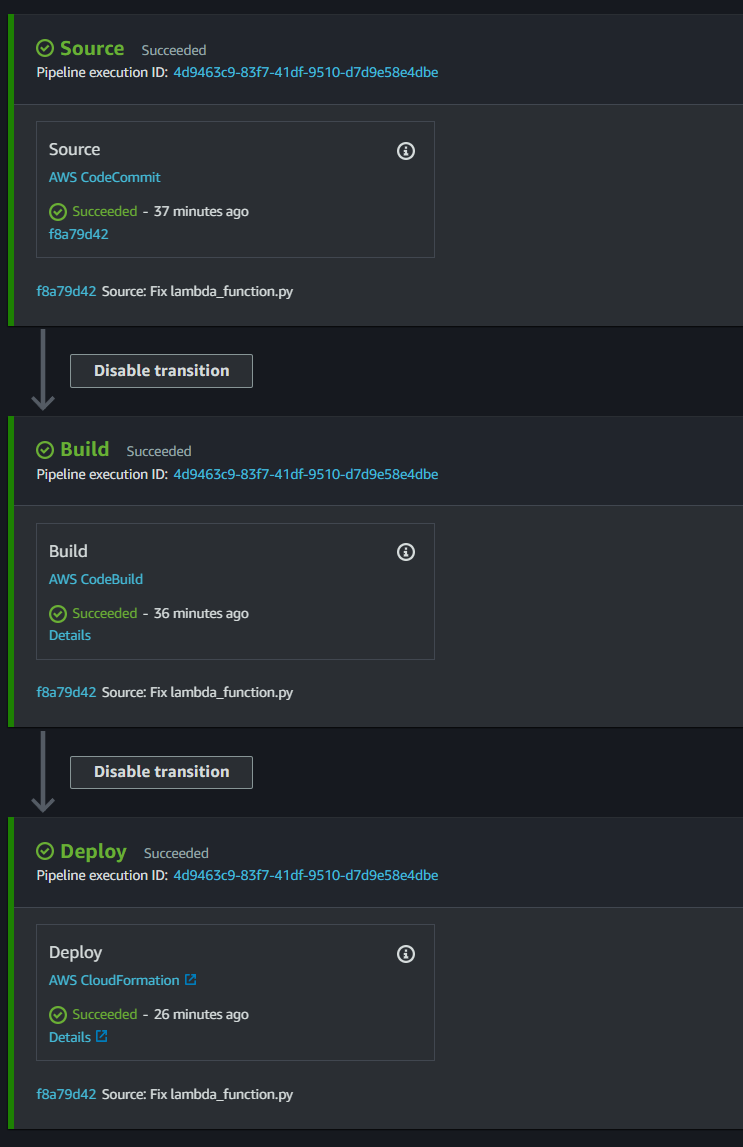 Source Succeeded
Pipeline execution ID: 4d9463c9-83f7-41df-9510-d7d9e58e4dbe
Source
AWS CodeCommit
Succeeded - 37 minutes ago
f8a79d42
f8a79d42 Source: Fix lambda_function.py
Disable transition
Build Succeeded
Pipeline execution ID: 4d9463c9-83f7-41df-9510-d7d9e58e4dbe
Build
AWS CodeBuild
Succeeded - 36 minutes ago
Details
f8a79d42 Source: Fix lambda_function.py
Disable transition
Deploy Succeeded
Pipeline execution ID: 4d9463c9-83f7-41df-9510-d7d9e58e4dbe
Deploy
AWS CloudFormation
Succeeded - 26 minutes ago
Details
f8a79d42 Source: Fix lambda_function.py